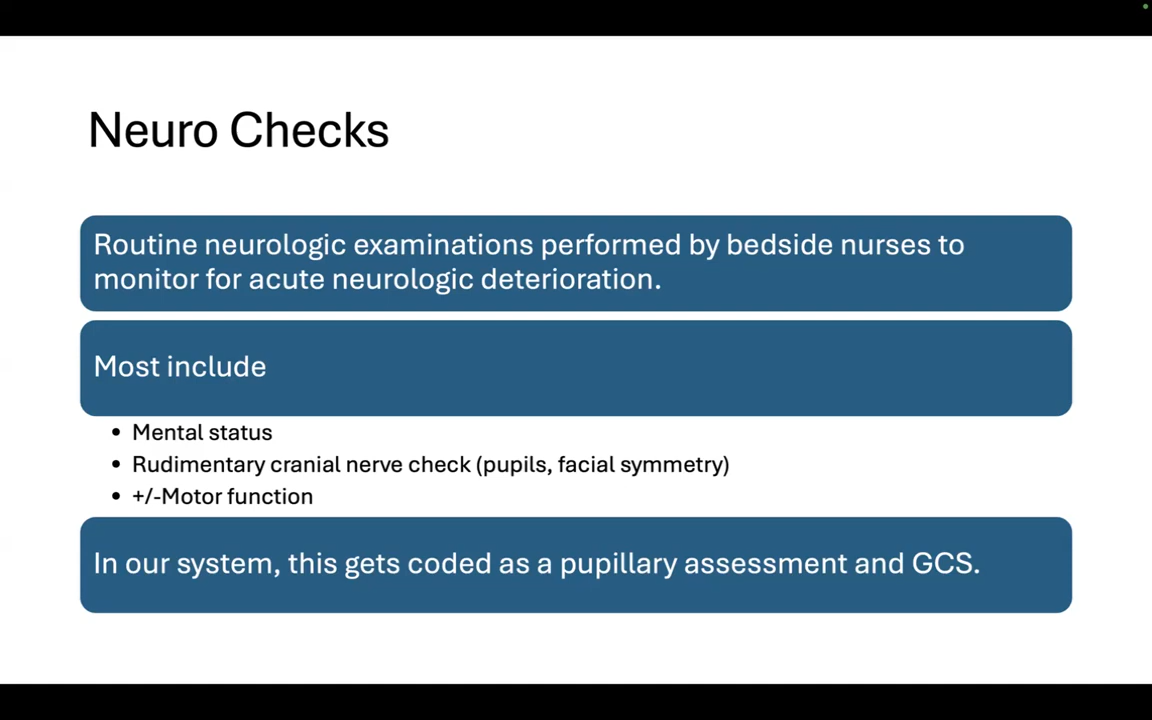 Neuro Checks
Routine neurologic examinations performed by bedside nurses to
monitor for acute neurologic deterioration.
Most include
• Mental status
• Rudimentary cranial nerve check (pupils, facial symmetry)
• +/-Motor function
In our system, this gets coded as a pupillary assessment and GCS.